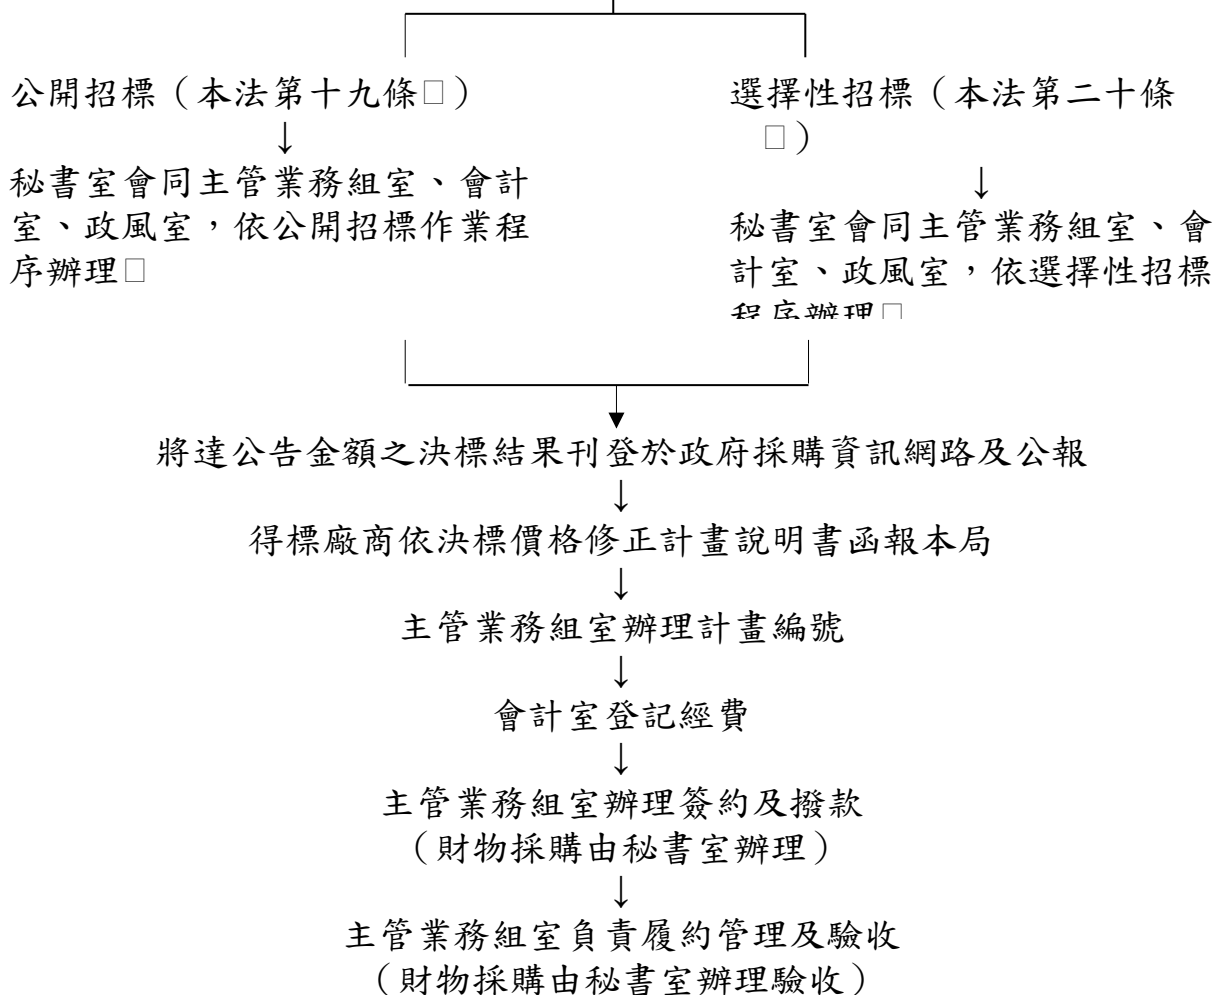 公開招標（本法第十九條□）
↓
秘書室會同主管業務組室、會計
室、政風室，依公開招標作業程
序辦理□
選擇性招標（本法第二十條
□）
↓
秘書室會同主管業務組室、會
計室、政風室，依選擇性招標
程序辦理□
將達公告金額之決標結果刊登於政府採購資訊網路及公報
↓
得標廠商依決標價格修正計畫說明書函報本局
↓
主管業務組室辦理計畫編號
↓
會計室登記經費
↓
主管業務組室辦理簽約及撥款
（財物採購由秘書室辦理）
↓
主管業務組室負責履約管理及驗收
（財物採購由秘書室辦理驗收）